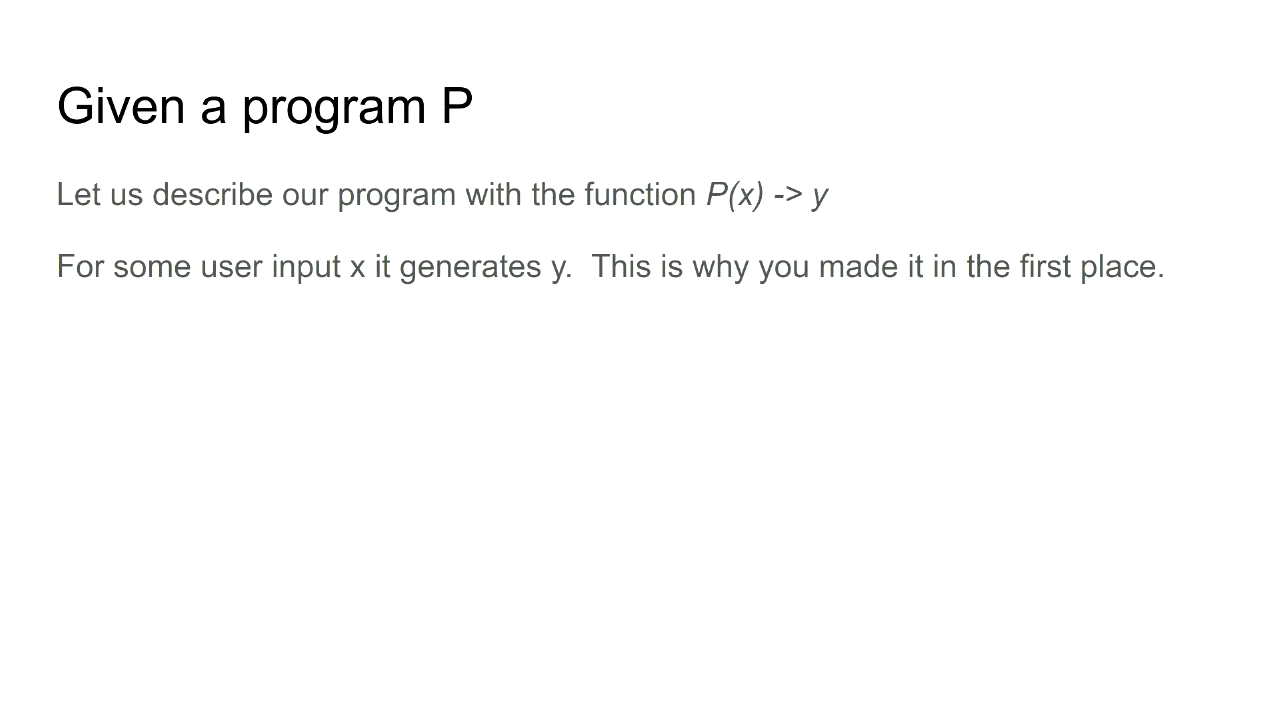 Given a program P
Let us describe our program with the function P(x) -> y
For some user input x it generates y.  This is why you made it in the first place.